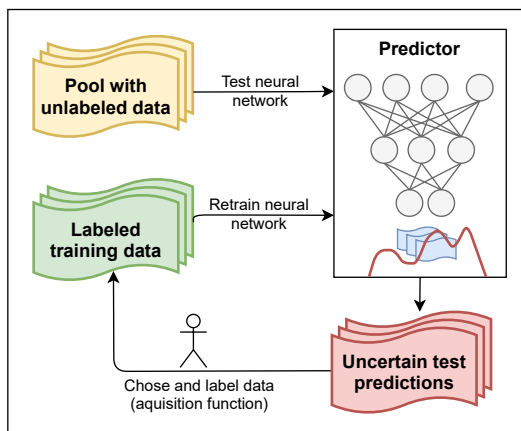 Pool with
unlabeled data
Test neural
network
Predictor
Labeled
training data
Retrain neural
network
Uncertain test
predictions
Chose and label data
(aquisition function)